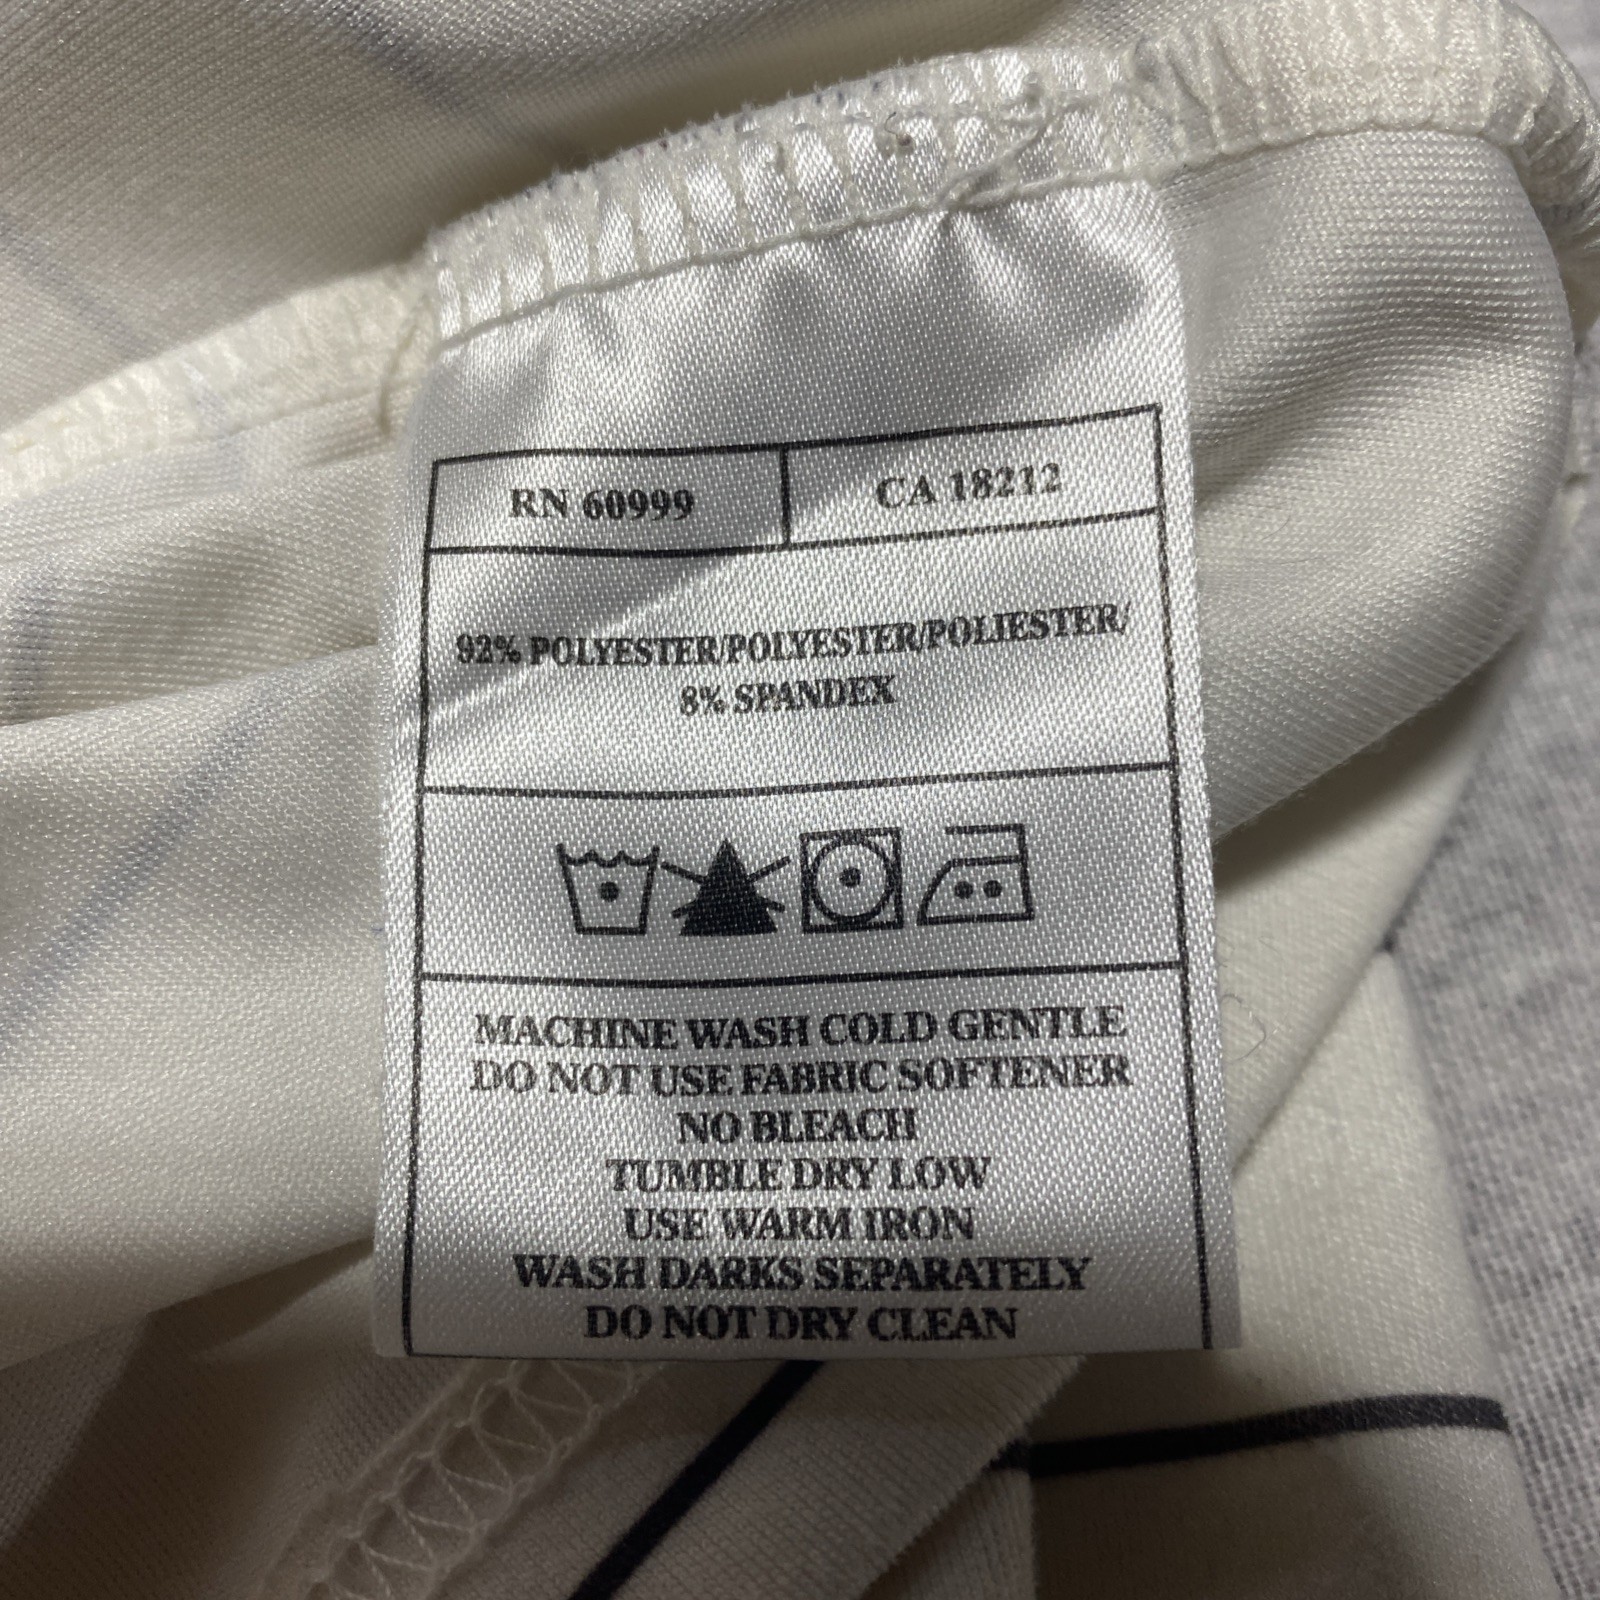 RN 60999
CA 18212
92% POLYESTER/POLYESTER/POLIESTER/
8% SPANDEX
MACHINE WASH COLD GENTLE
DO NOT USE FABRIC SOFTENER
NO BLEACH
TUMBLE DRY LOW
USE WARM IRON
WASH DARKS SEPARATELY
DO NOT DRY CLEAN